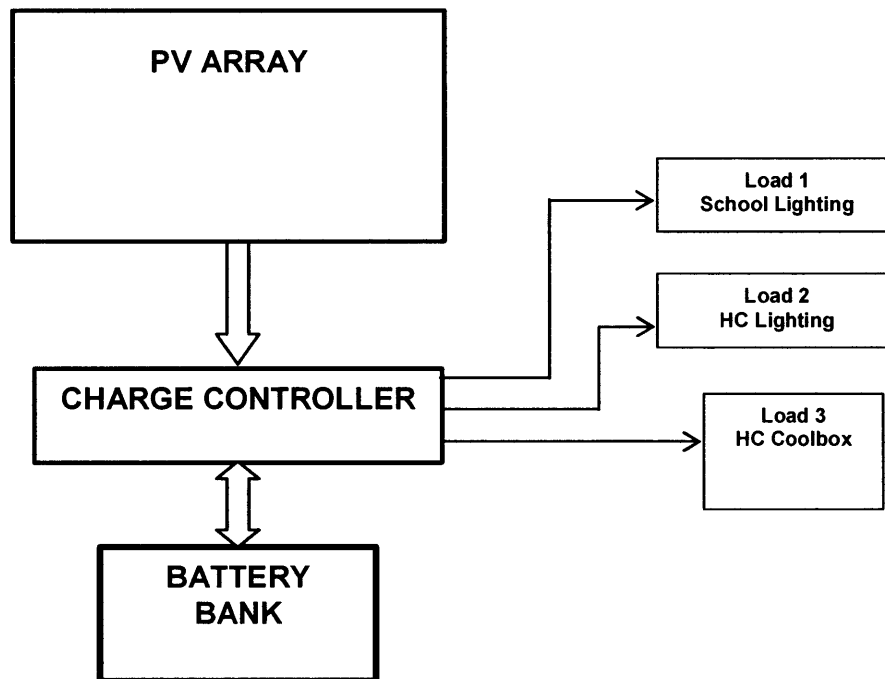 PV ARRAY
Load 1
School Lighting
Load 2
HC Lighting
CHARGE CONTROLLER
Load 3
HC Coolbox
BATTERY
BANK